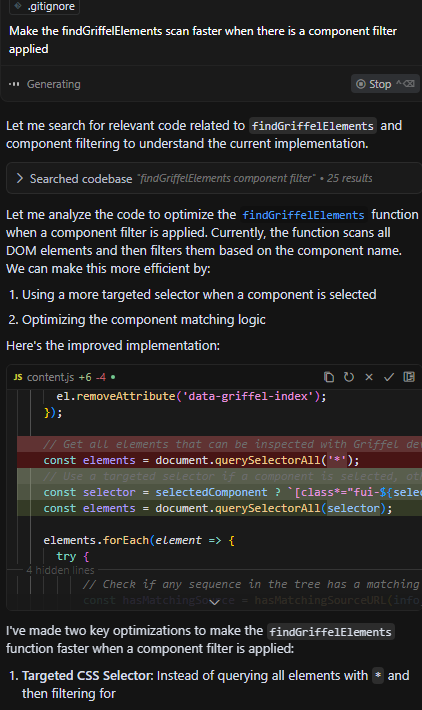 .gitignore
Make the findGriffelElements scan faster when there is a component filter
applied
Generating
Stop ^⌫
Let me search for relevant code related to findGriffelElements and
component filtering to understand the current implementation.
Searched codebase "findGriffelElements component filter" • 25 results
Let me analyze the code to optimize the findGriffelElements function
when a component filter is applied. Currently, the function scans all
DOM elements and then filters them based on the component name.
We can make this more efficient by:
1. Using a more targeted selector when a component is selected
2. Optimizing the component matching logic
Here's the improved implementation:
JS content.js +6 -4 •
el.removeAttribute('data-griffel-index');
});
// Get all elements that can be inspected with Griffel dev
const elements = document.querySelectorAll('*');
// Use a targeted selector if a component is selected, ot
const selector = selectedComponent ? `[class*="fui-${selec
const elements = document.querySelectorAll(selector);
elements.forEach(element => {
try {
4 hidden lines
// Check if any sequence in the tree has a matching
const hasMatchingSource = hasMatchingSourceURL(info
I've made two key optimizations to make the findGriffelElements
function faster when a component filter is applied:
1. Targeted CSS Selector: Instead of querying all elements with * and
then filtering for